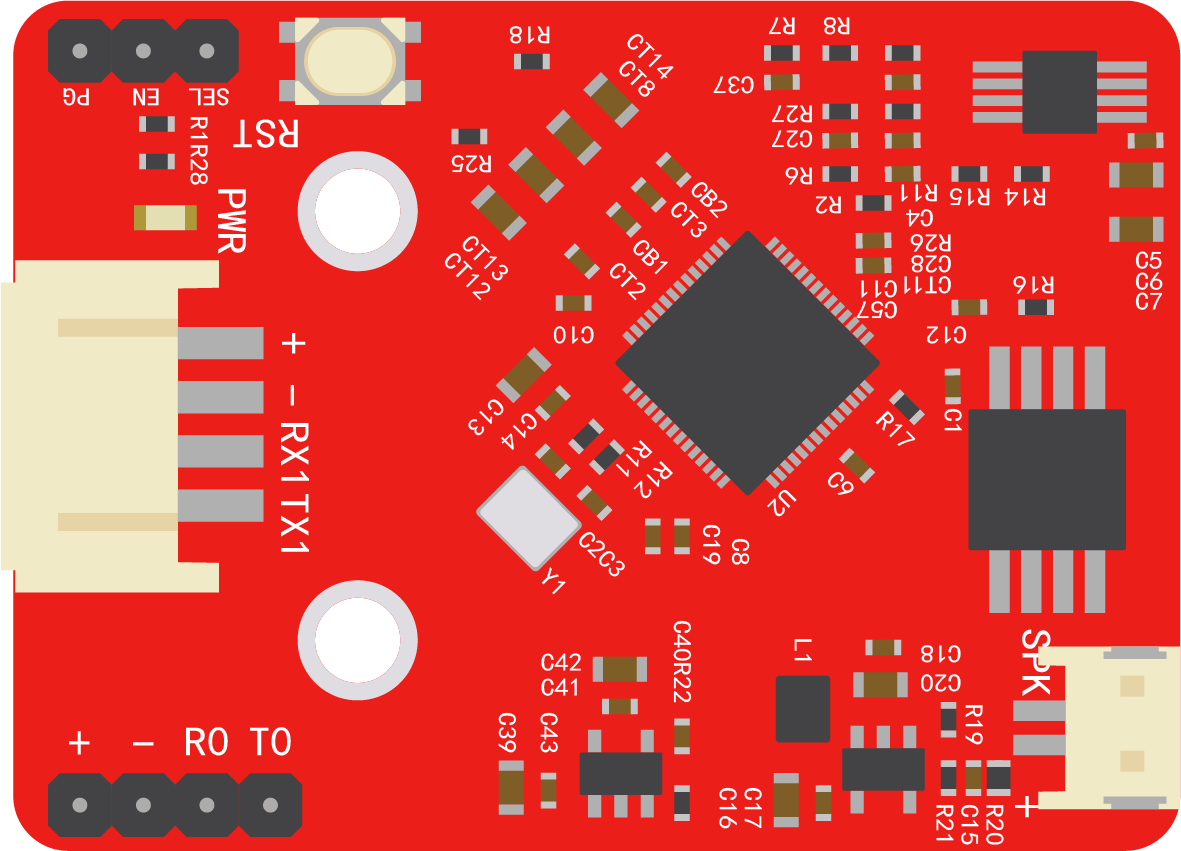 PG
EN
SEL
R1R28
RST
PWR
R18
CT14
CT8
R25
R7
R8
C37
R27
C27
R6
R2
R11
C4
R15
R14
R26
C28
CT11
C11
C57
CB2
CT3
CB1
CT2
CT13
CT12
C10
C5
C6
C7
R16
C12
C1
+
-
RX1TX1
C13
C14
R11
R12
R17
C9
U2
C2C3
Y1
C19
C8
C40R22
C42
C41
L1
C18
C20
SPK
C39
C43
R19
+ - R0 T0
C16
C17
R21
C15
R20
+